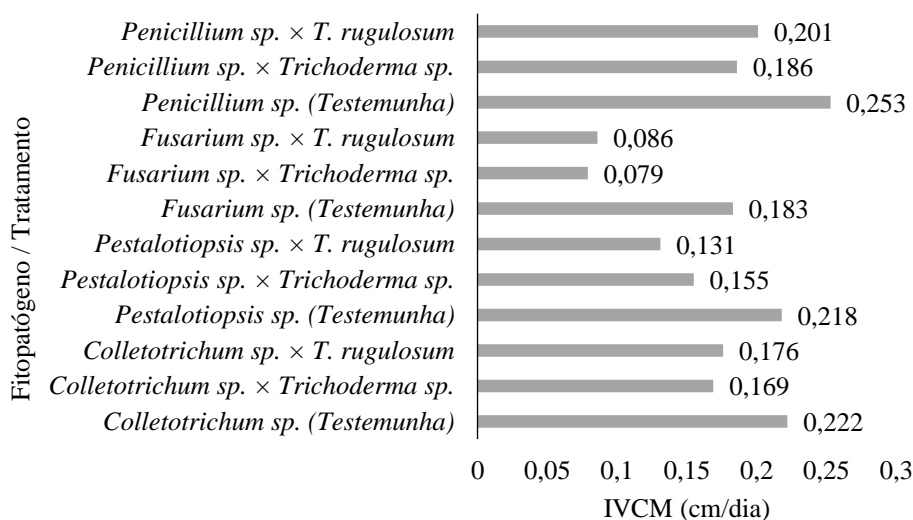 Fitopatógeno / Tratamento
Penicillium sp. × T. rugulosum 0,201
Penicillium sp. × Trichoderma sp. 0,186
Penicillium sp. (Testemunha) 0,253
Fusarium sp. × T. rugulosum 0,086
Fusarium sp. × Trichoderma sp. 0,079
Fusarium sp. (Testemunha) 0,183
Pestalotiopsis sp. × T. rugulosum 0,131
Pestalotiopsis sp. × Trichoderma sp. 0,155
Pestalotiopsis sp. (Testemunha) 0,218
Colletotrichum sp. × T. rugulosum 0,176
Colletotrichum sp. × Trichoderma sp. 0,169
Colletotrichum sp. (Testemunha) 0,222
0 0,05 0,1 0,15 0,2 0,25 0,3
IVCM (cm/dia)